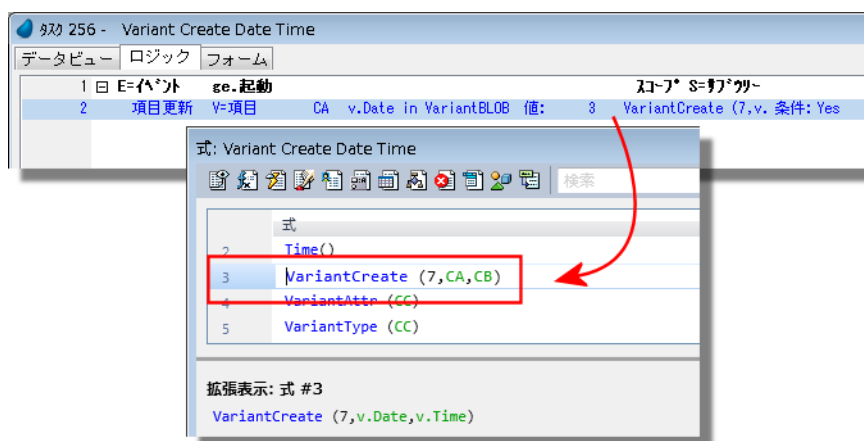 ﾀｽｸ 256 - Variant Create Date Time
データビュー ロジック フォーム
1 E=ｲﾍﾞﾝﾄ ge.起動 ｽｺｰﾌﾟ S=ｻﾌﾞﾂﾘｰ
2 項目更新 V=項目 CA v.Date in VariantBLOB 値: 3 VariantCreate (7,v. 条件: Yes
式: Variant Create Date Time
検索
式
2 Time()
3 VariantCreate (7,CA,CB)
4 VariantAttr (CC)
5 VariantType (CC)
拡張表示: 式 #3
VariantCreate (7,v.Date,v.Time)